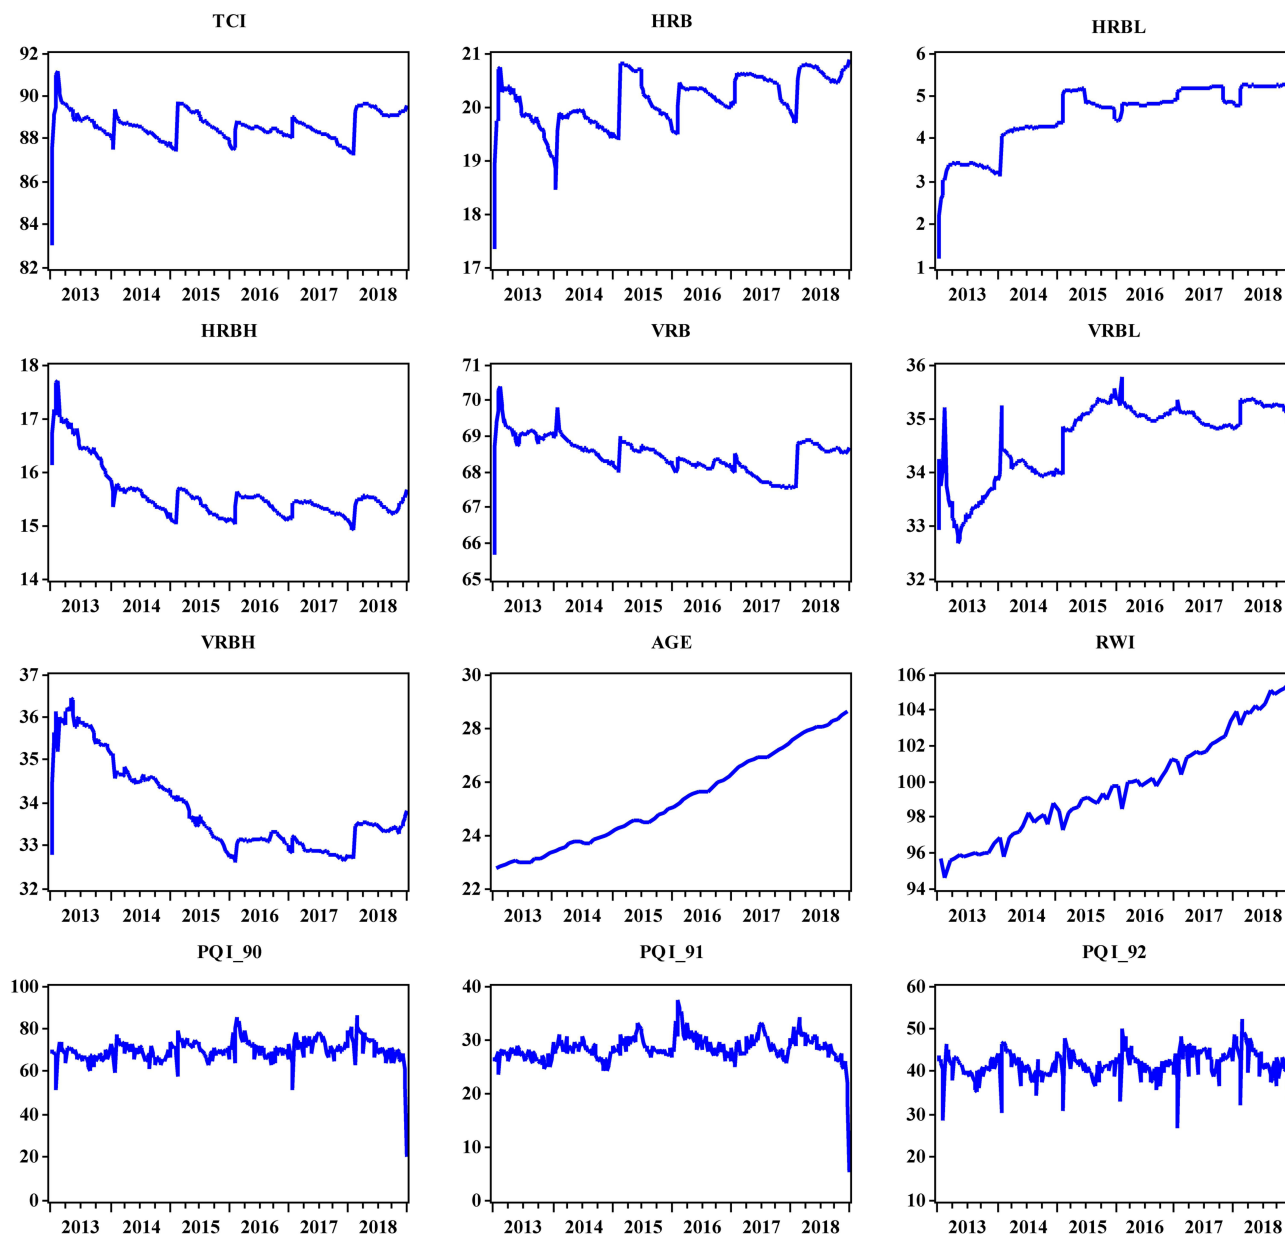 TCI HRB HRBL
92 21 6
90 20 5
88 19 4
86 3
84 18 2
82 17 1
2013 2014 2015 2016 2017 2018 2013 2014 2015 2016 2017 2018 2013 2014 2015 2016 2017 2018
HRBH VRB VRBL
18 71 36
70
17 69 35
16 68 34
67
15 66 33
14 65 32
2013 2014 2015 2016 2017 2018 2013 2014 2015 2016 2017 2018 2013 2014 2015 2016 2017 2018
VRBH AGE RWI
37 30 106
36 28 104
35 26 102
100
34 24 98
33 96
32 22 94
2013 2014 2015 2016 2017 2018 2013 2014 2015 2016 2017 2018 2013 2014 2015 2016 2017 2018
PQI_90 PQI_91 PQI_92
100 40 60
80 30 50
60 40
40 20 30
20 10 20
0 0 10
2013 2014 2015 2016 2017 2018 2013 2014 2015 2016 2017 2018 2013 2014 2015 2016 2017 2018